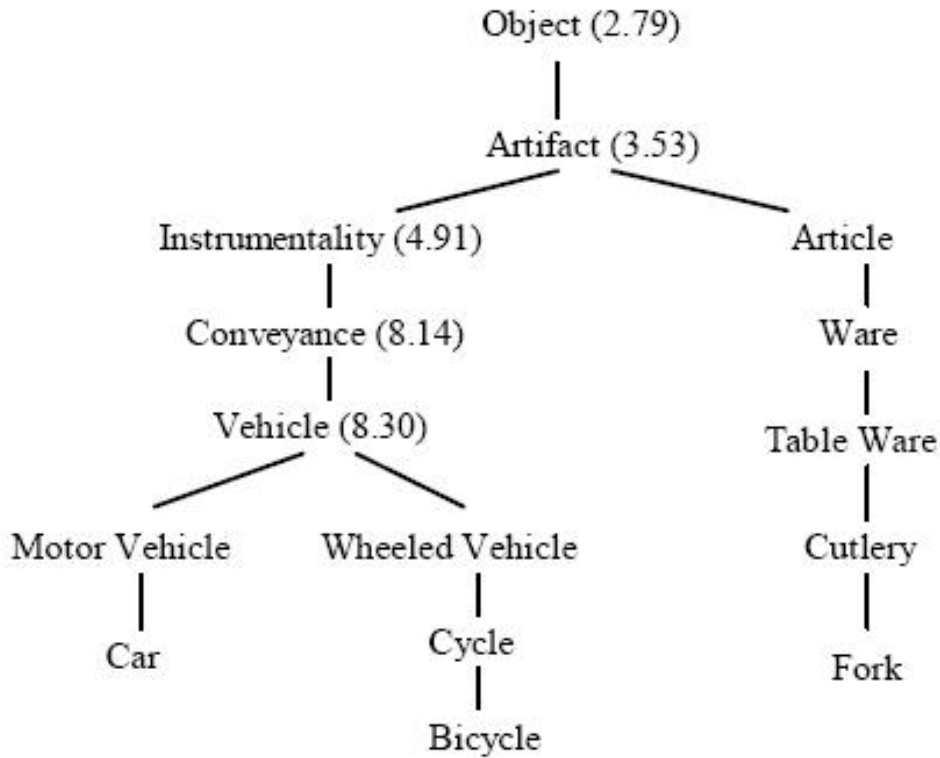 Object (2.79)
Artifact (3.53)
Instrumentality (4.91)
Article
Conveyance (8.14)
Ware
Vehicle (8.30)
Table Ware
Motor Vehicle
Wheeled Vehicle
Cutlery
Car
Cycle
Fork
Bicycle